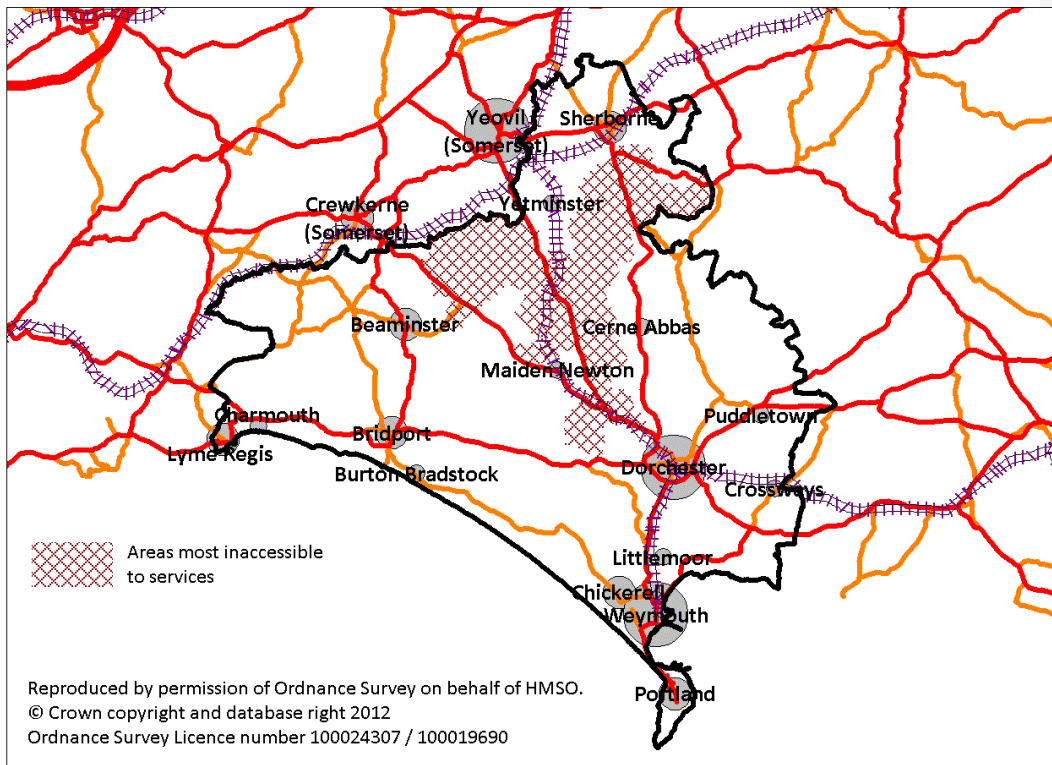 Yeovil
(Somerset)
Sherborne
Crewkerne
(Somerset)
Yetminster
Beaminster
Cerne Abbas
Maiden Newton
Charmouth
Puddletown
Bridport
Lyme Regis
Burton Bradstock
Dorchester
Crossways
Areas most inaccessible
to services
Littlemoor
Chickerell
Weymouth
Portland
Reproduced by permission of Ordnance Survey on behalf of HMSO.
© Crown copyright and database right 2012
Ordnance Survey Licence number 100024307 / 100019690